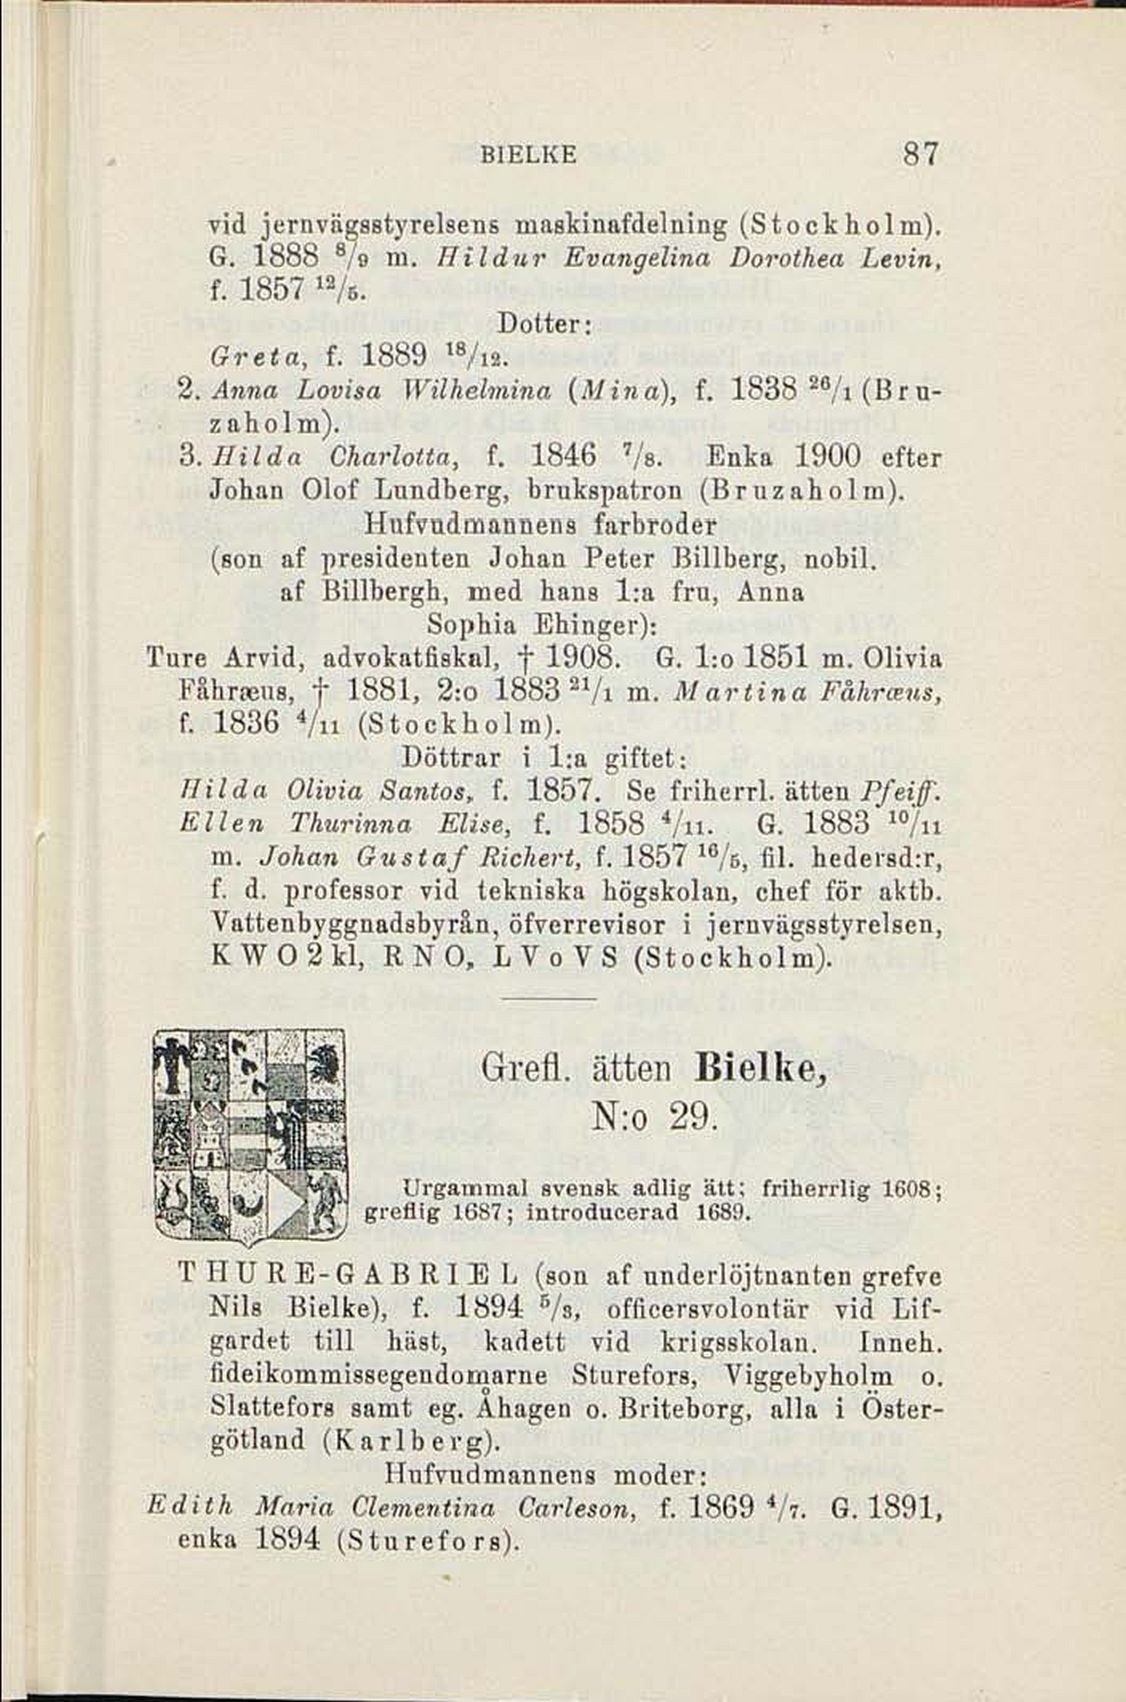 BIELKE 87
vid jernvägsstyrelsens maskinafdelning (Stockholm).
G. 1888 8/9 m. Hildur Evangelina Dorothea Levin,
f. 1857 12/5.
Dotter:
Greta, f. 1889 18/12.
2. Anna Lovisa Wilhelmina (Mina), f. 1838 26/1 (Bru-
zaholm).
3. Hilda Charlotta, f. 1846 7/8. Enka 1900 efter
Johan Olof Lundberg, brukspatron (Bruzaholm).
Hufvudmannens farbroder
(son af presidenten Johan Peter Billberg, nobil.
af Billbergh, med hans 1:a fru, Anna
Sophia Ehinger):
Ture Arvid, advokatfiskal, † 1908. G. 1:o 1851 m. Olivia
Fåhræus, † 1881, 2:o 1883 21/1 m. Martina Fåhræus,
f. 1836 4/11 (Stockholm).
Döttrar i 1:a giftet:
Hilda Olivia Santos, f. 1857. Se friherrl. ätten Pfeiff.
Ellen Thurinna Elise, f. 1858 4/11. G. 1883 10/11
m. Johan Gustaf Richert, f. 1857 16/5, fil. hedersd:r,
f. d. professor vid tekniska högskolan, chef för aktb.
Vattenbyggnadsbyrån, öfverrevisor i jernvägsstyrelsen,
KWO2kl, RNO, LVoVS (Stockholm).
Grefl. ätten Bielke,
N:o 29.
Urgammal svensk adlig ätt; friherrlig 1608;
greflig 1687; introducerad 1689.
THURE-GABRIEL (son af underlöjtnanten grefve
Nils Bielke), f. 1894 5/3, officersvolontär vid Lif-
gardet till häst, kadett vid krigsskolan. Inneh.
fideikommissegendomarne Sturefors, Viggebyholm o.
Slattefors samt eg. Åhagen o. Briteborg, alla i Öster-
götland (Karlberg).
Hufvudmannens moder:
Edith Maria Clementina Carleson, f. 1869 4/7. G. 1891,
enka 1894 (Sturefors).